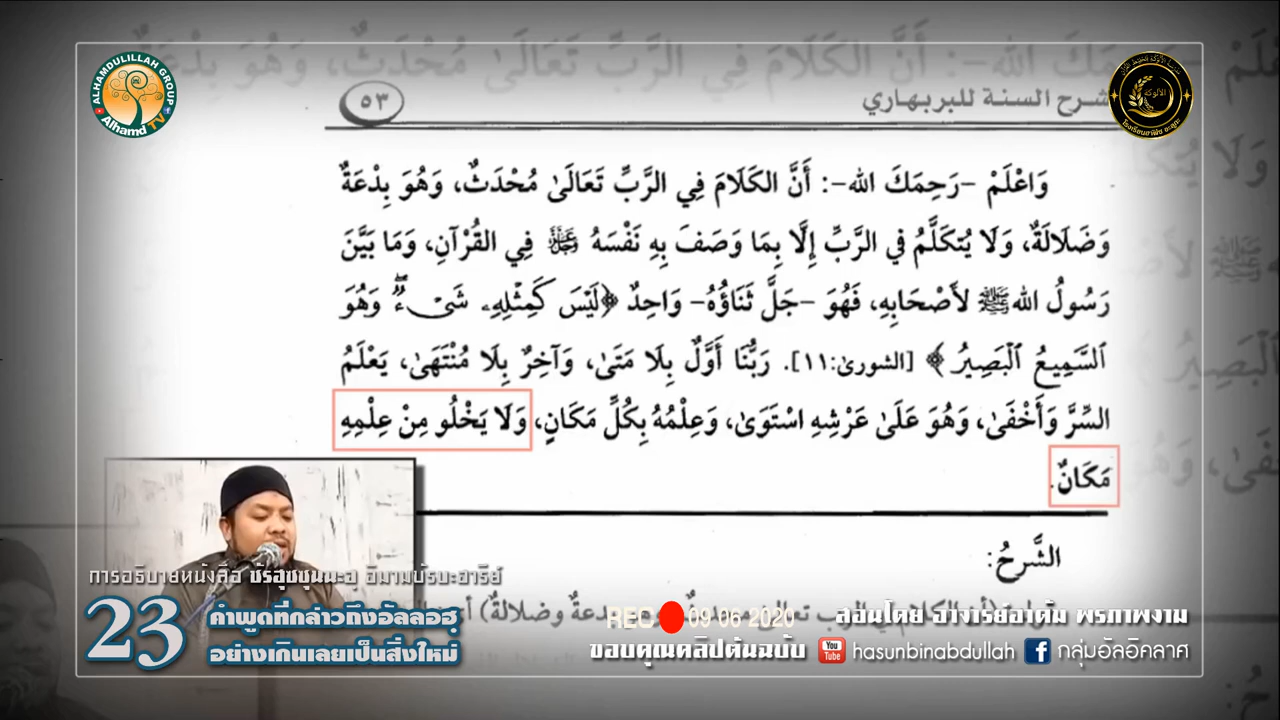 ALHAMDULILLAH GROUP
Alhamd TV
الألوكة
شرح السنة للبربهاري
٥٣
وَاعْلَمْ -رَحِمَكَ الله-: أَنَّ الكَلَامَ فِي الرَّبِّ تَعَالَىٰ مُحْدَثٌ، وَهُوَ بِدْعَةٌ
وَضَلَالَةٌ، وَلَا يُتكَلَّمُ في الرَّبِّ إِلَّا بِمَا وَصَفَ بِهِ نَفْسَهُ ﷻ فِي القُرْآنِ، وَمَا بَيَّنَ
رَسُولُ الله ﷺ لأَصْحَابِهِ، فَهُوَ -جَلَّ ثَنَاؤُهُ- وَاحِدٌ ﴿لَيْسَ كَمِثْلِهِۦ شَىْءٌ ۖ وَهُوَ
ٱلسَّمِيعُ ٱلْبَصِيرُ﴾ [الشورىٰ:١١]. رَبُّنَا أَوَّلٌ بِلَا مَتَىٰ، وَآخِرٌ بِلَا مُنْتَهَىٰ، يَعْلَمُ
السِّرَّ وَأَخْفَىٰ، وَهُوَ عَلَىٰ عَرْشِهِ اسْتَوَىٰ، وَعِلْمُهُ بِكُلِّ مَكَانٍ، وَلَا يَخْلُو مِنْ عِلْمِهِ
مَكَانٌ.
الشَّرحُ:
การอธิบายหนังสือ ชัรฮุซซุนนะฮฺ อิมามบัรบะฮารีย์
23 คำพูดที่กล่าวถึงอัลลอฮฺ
อย่างเกินเลยเป็นสิ่งใหม่
REC 09 06 2020
สอนโดย อาจารย์อาดัม พรภาพงาม
ขอบคุณคลิปต้นฉบับ YouTube hasunbinabdullah f กลุ่มอัลอิคลาศ